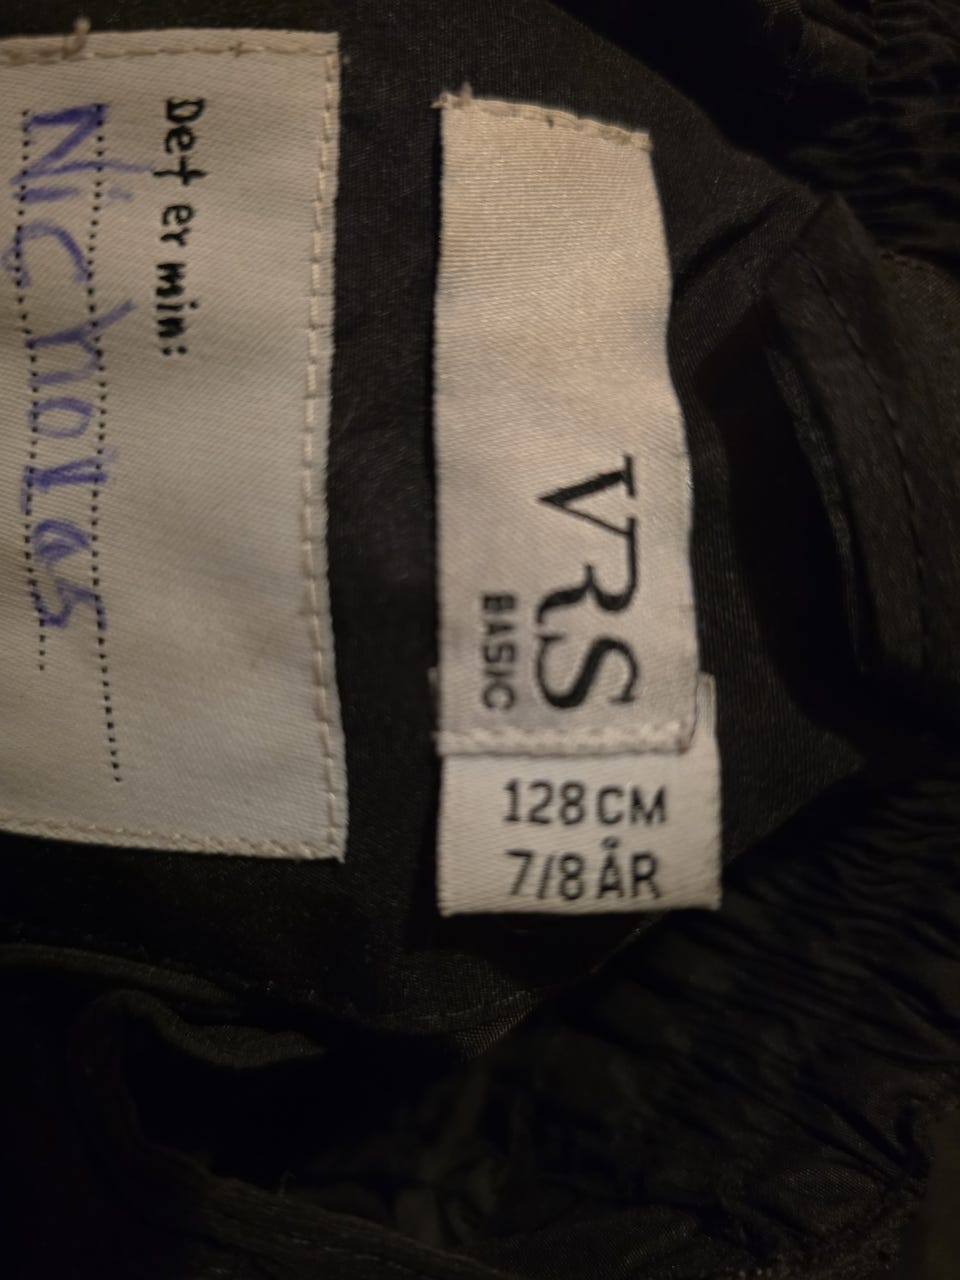 Det er min:
Nicholas
VRS
BASIC
128 CM
7/8 ÅR